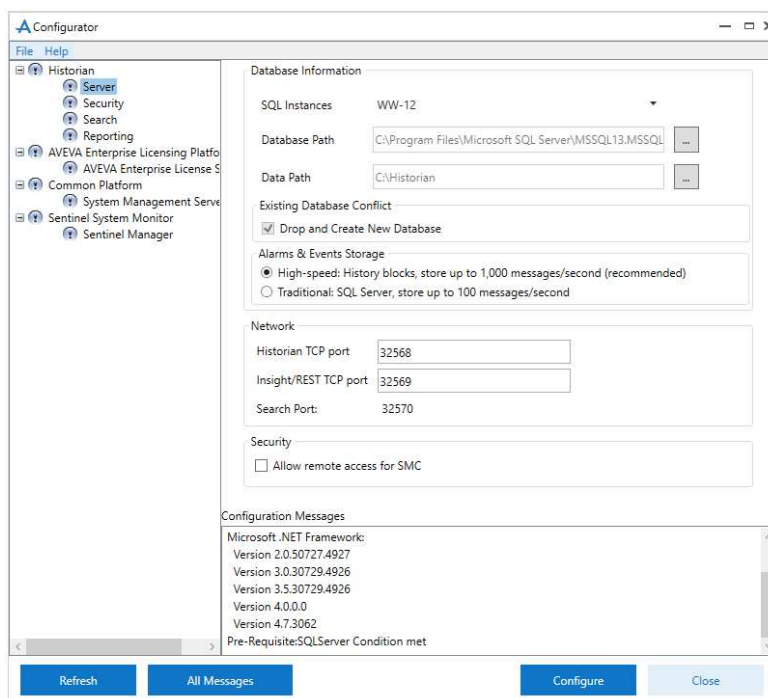 Configurator
File Help
Historian
Server
Security
Search
Reporting
AVEVA Enterprise Licensing Platfo
AVEVA Enterprise License S
Common Platform
System Management Serve
Sentinel System Monitor
Sentinel Manager
Database Information
SQL Instances WW-12
Database Path C:\Program Files\Microsoft SQL Server\MSSQL13.MSSQL ...
Data Path C:\Historian ...
Existing Database Conflict
Drop and Create New Database
Alarms & Events Storage
High-speed: History blocks, store up to 1,000 messages/second (recommended)
Traditional: SQL Server, store up to 100 messages/second
Network
Historian TCP port 32568
Insight/REST TCP port 32569
Search Port: 32570
Security
Allow remote access for SMC
Configuration Messages
Microsoft .NET Framework:
Version 2.0.50727.4927
Version 3.0.30729.4926
Version 3.5.30729.4926
Version 4.0.0.0
Version 4.7.3062
Pre-Requisite:SQLServer Condition met
Refresh All Messages Configure Close